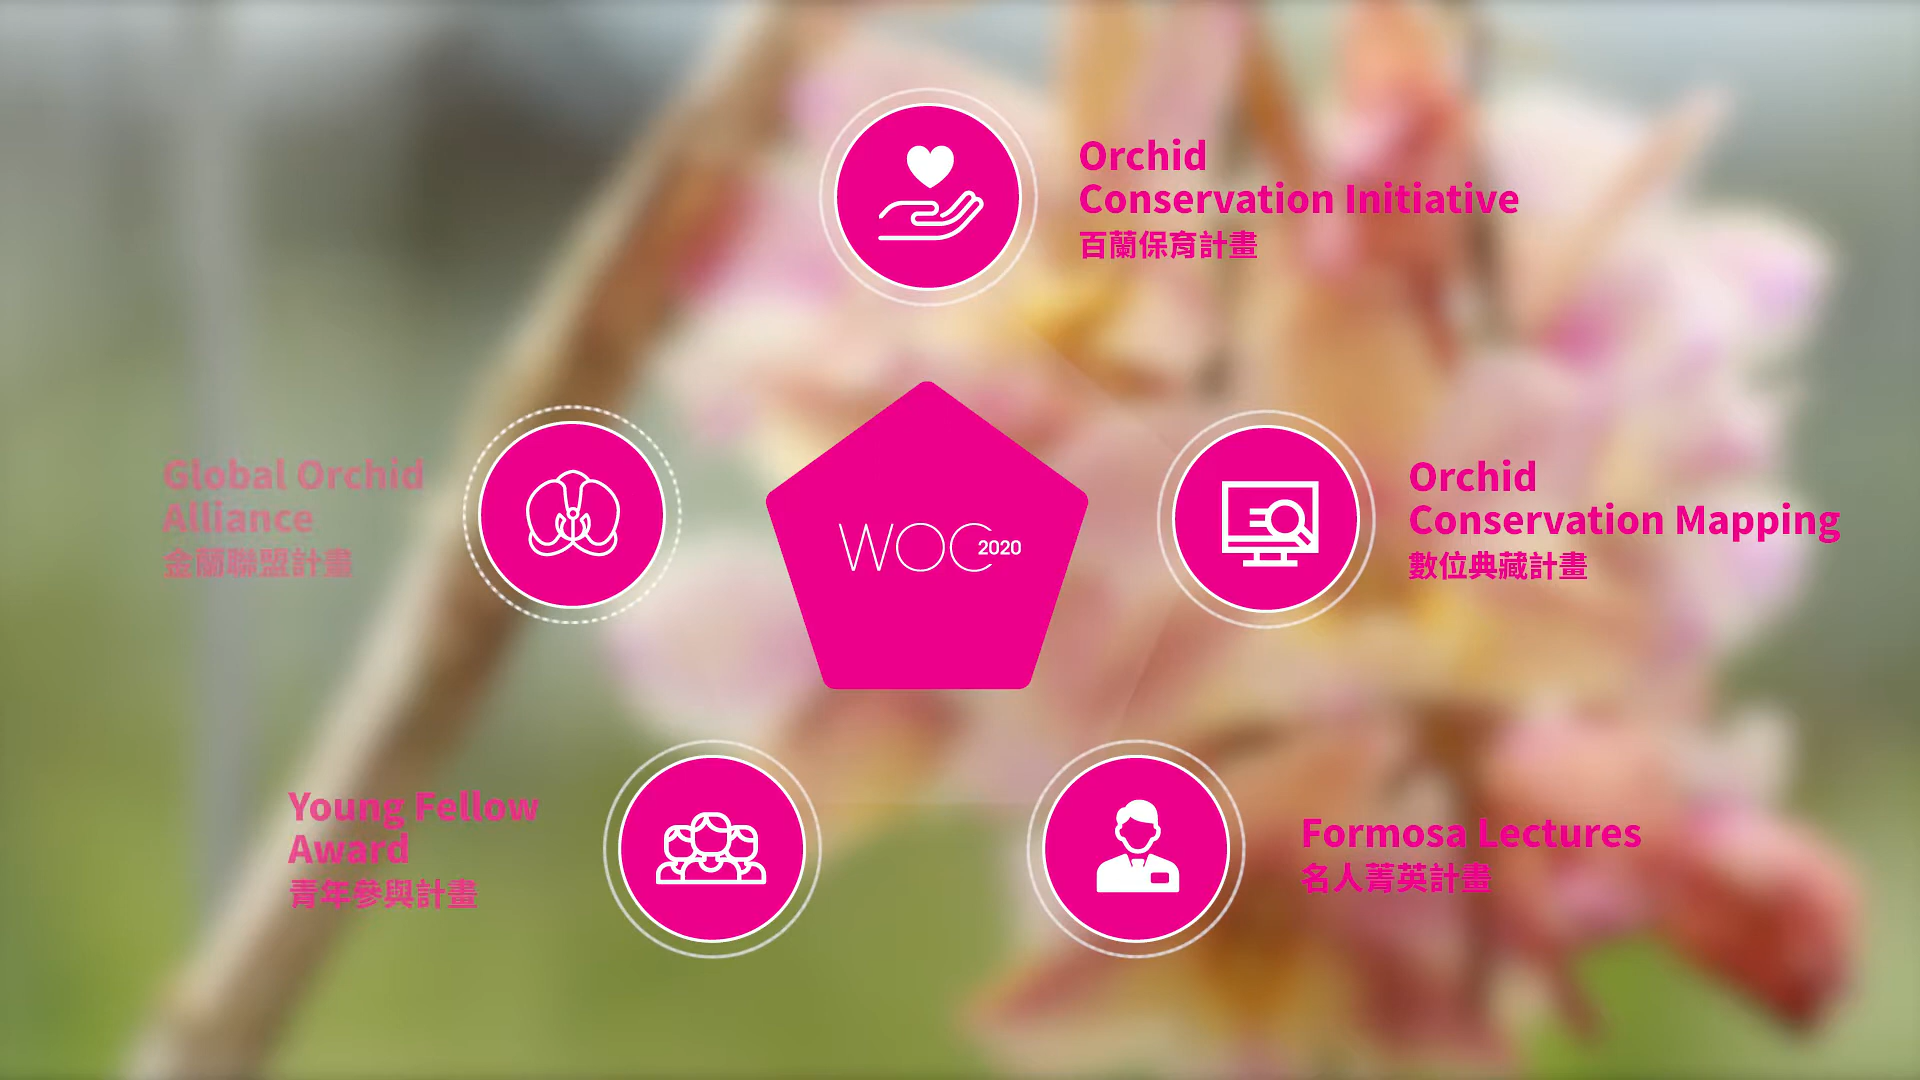 Orchid
Conservation Initiative
百蘭保育計畫
Global Orchid
Alliance
金蘭聯盟計畫
WOC 2020
Orchid
Conservation Mapping
數位典藏計畫
Young Fellow
Award
青年參與計畫
Formosa Lectures
名人菁英計畫